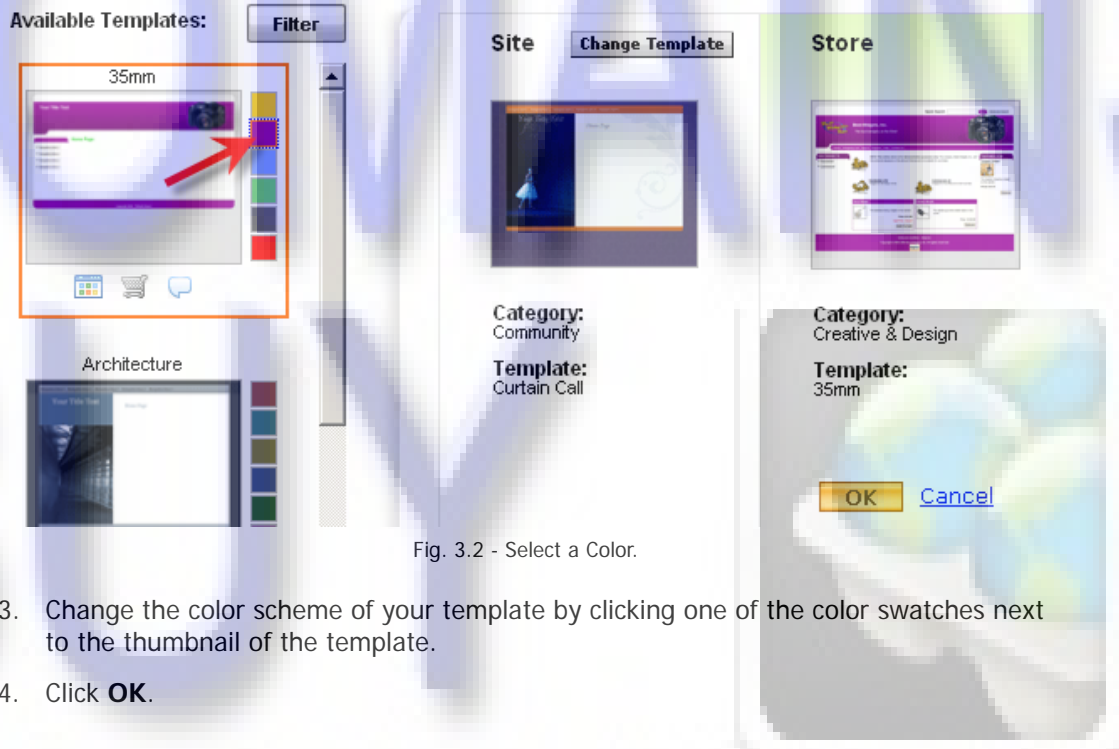 Available Templates:
Filter
35mm
Architecture
Site
Change Template
Store
Category:
Community
Template:
Curtain Call
Category:
Creative & Design
Template:
35mm
OK
Cancel
Fig. 3.2 - Select a Color.
3. Change the color scheme of your template by clicking one of the color swatches next
to the thumbnail of the template.
4. Click OK.